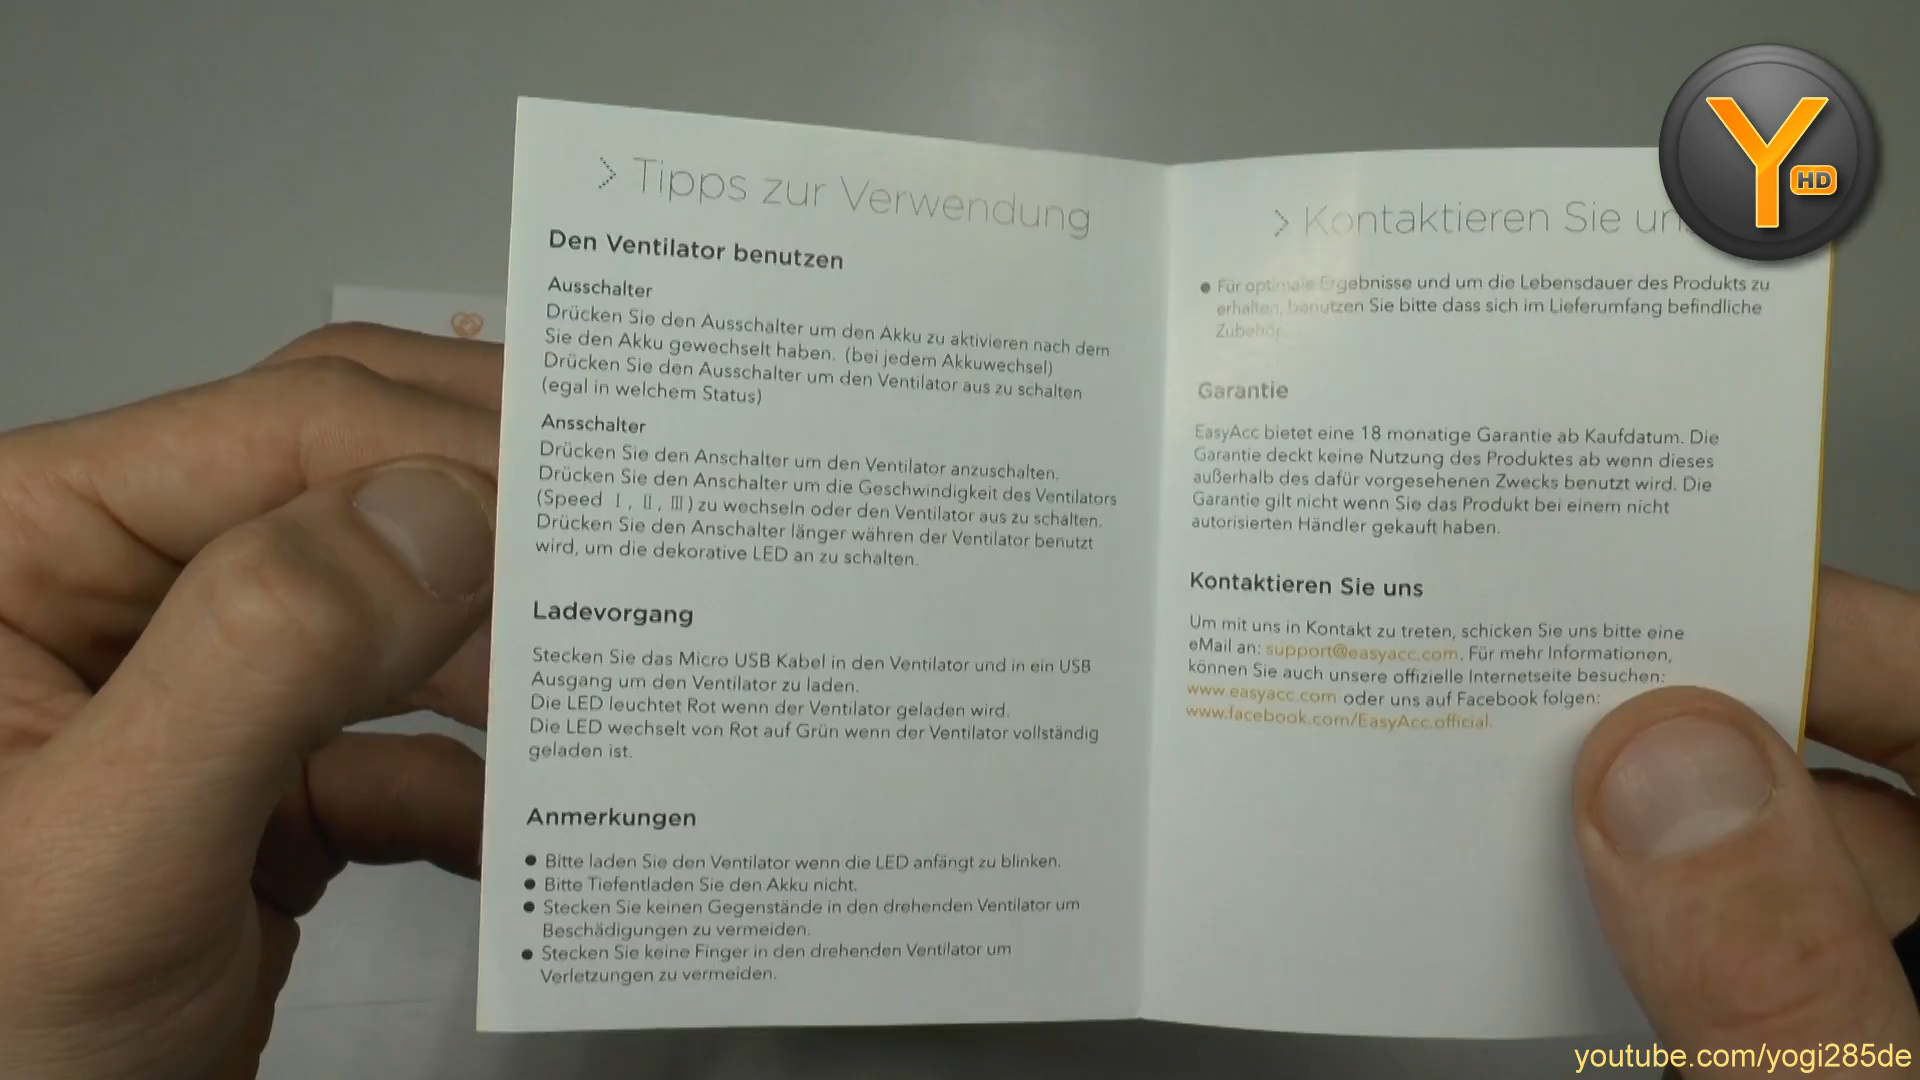 > Tipps zur Verwendung
Den Ventilator benutzen
Ausschalter
Drücken Sie den Ausschalter um den Akku zu aktivieren nach dem
Sie den Akku gewechselt haben. (bei jedem Akkuwechsel)
Drücken Sie den Ausschalter um den Ventilator aus zu schalten
(egal in welchem Status)
Ansschalter
Drücken Sie den Anschalter um den Ventilator anzuschalten.
Drücken Sie den Anschalter um die Geschwindigkeit des Ventilators
(Speed Ⅰ, Ⅱ, Ⅲ) zu wechseln oder den Ventilator aus zu schalten.
Drücken Sie den Anschalter länger währen der Ventilator benutzt
wird, um die dekorative LED an zu schalten.
Ladevorgang
Stecken Sie das Micro USB Kabel in den Ventilator und in ein USB
Ausgang um den Ventilator zu laden.
Die LED leuchtet Rot wenn der Ventilator geladen wird.
Die LED wechselt von Rot auf Grün wenn der Ventilator vollständig
geladen ist.
Anmerkungen
● Bitte laden Sie den Ventilator wenn die LED anfängt zu blinken.
● Bitte Tiefentladen Sie den Akku nicht.
● Stecken Sie keinen Gegenstände in den drehenden Ventilator um
Beschädigungen zu vermeiden.
● Stecken Sie keine Finger in den drehenden Ventilator um
Verletzungen zu vermeiden.
> Kontaktieren Sie un
● Für optimale Ergebnisse und um die Lebensdauer des Produkts zu
erhalten, benutzen Sie bitte dass sich im Lieferumfang befindliche
Zubehör.
Garantie
EasyAcc bietet eine 18 monatige Garantie ab Kaufdatum. Die
Garantie deckt keine Nutzung des Produktes ab wenn dieses
außerhalb des dafür vorgesehenen Zwecks benutzt wird. Die
Garantie gilt nicht wenn Sie das Produkt bei einem nicht
autorisierten Händler gekauft haben.
Kontaktieren Sie uns
Um mit uns in Kontakt zu treten, schicken Sie uns bitte eine
eMail an: support@easyacc.com. Für mehr Informationen,
können Sie auch unsere offizielle Internetseite besuchen:
www.easyacc.com oder uns auf Facebook folgen:
www.facebook.com/EasyAcc.official.
Y HD
youtube.com/yogi285de